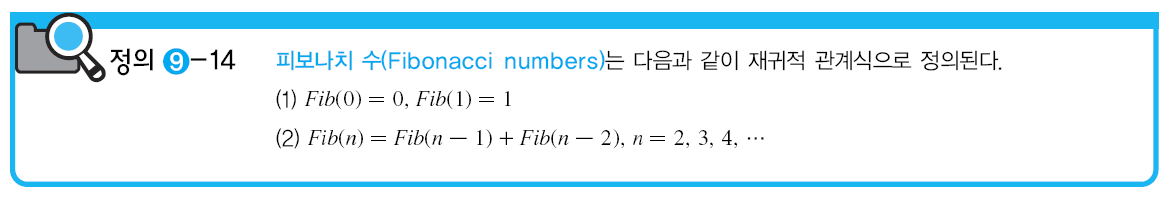 정의 9-14
피보나치 수(Fibonacci numbers)는 다음과 같이 재귀적 관계식으로 정의된다.
(1) Fib(0) = 0, Fib(1) = 1
(2) Fib(n) = Fib(n − 1) + Fib(n − 2), n = 2, 3, 4, ⋯